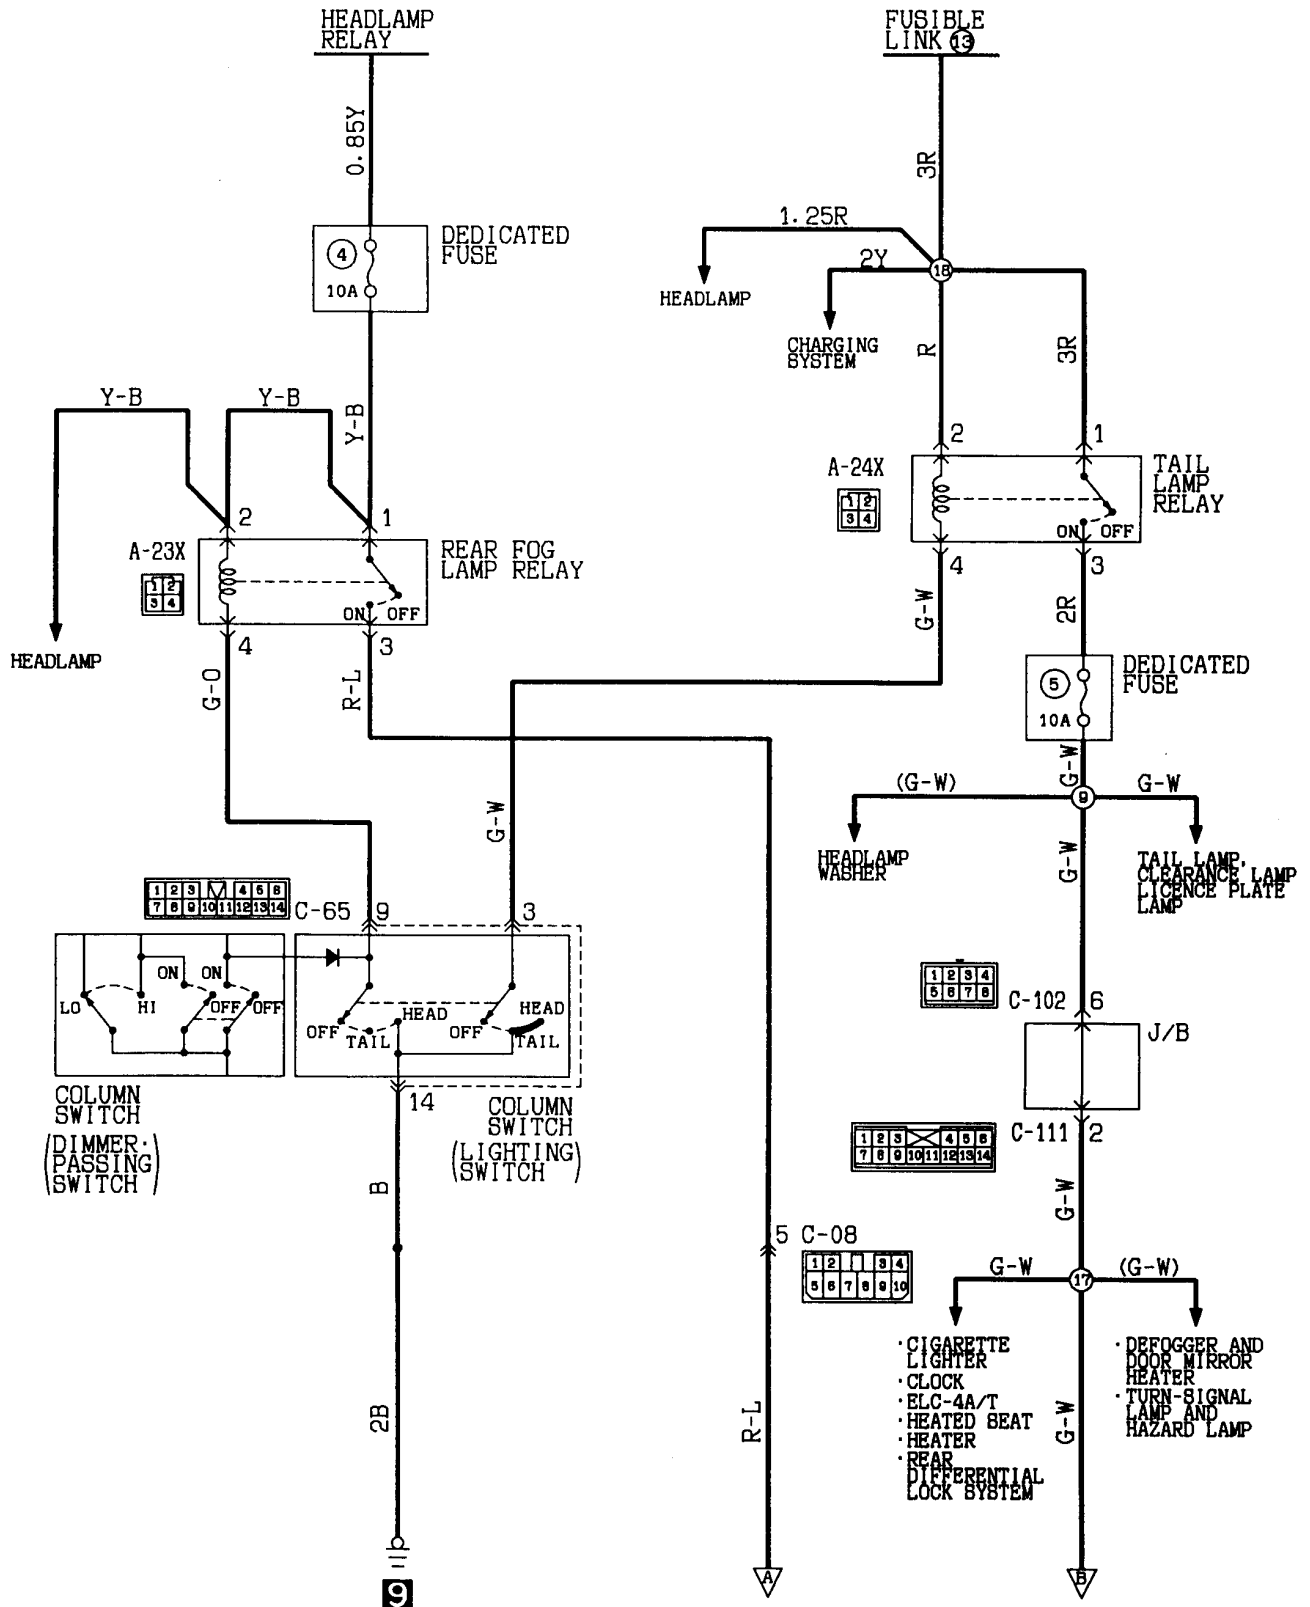 HEADLAMP
RELAY
FUSIBLE
LINK 13
0.85Y
3R
4
10A
DEDICATED
FUSE
1.25R
2Y
18
HEADLAMP
CHARGING
SYSTEM
R
3R
Y-B
Y-B
Y-B
2
1
A-24X
1 2
3 4
ON
OFF
TAIL
LAMP
RELAY
2
1
A-23X
1 2
3 4
ON
OFF
REAR FOG
LAMP RELAY
4
3
4
3
HEADLAMP
G-O
R-L
G-W
2R
5
10A
DEDICATED
FUSE
G-W
(G-W)
9
G-W
G-W
G-W
HEADLAMP
WASHER
TAIL LAMP,
CLEARANCE LAMP
LICENCE PLATE
LAMP
1 2 3 4 5 6
7 8 9 10 11 12 13 14
C-65
9
3
ON
ON
LO
HI
OFF
OFF
OFF
TAIL
HEAD
OFF
HEAD
TAIL
1 2 3 4
5 6 7 8
C-102
6
J/B
COLUMN
SWITCH
(DIMMER·
PASSING
SWITCH)
14
COLUMN
SWITCH
(LIGHTING
SWITCH)
1 2 3 4 5 6
7 8 9 10 11 12 13 14
C-111
2
B
G-W
5
C-08
1 2 3 4
5 6 7 8 9 10
G-W
17
(G-W)
·CIGARETTE
LIGHTER
·CLOCK
·ELC-4A/T
·HEATED SEAT
·HEATER
·REAR
DIFFERENTIAL
LOCK SYSTEM
·DEFOGGER AND
DOOR MIRROR
HEATER
·TURN-SIGNAL
LAMP AND
HAZARD LAMP
2B
R-L
G-W
9
A
B